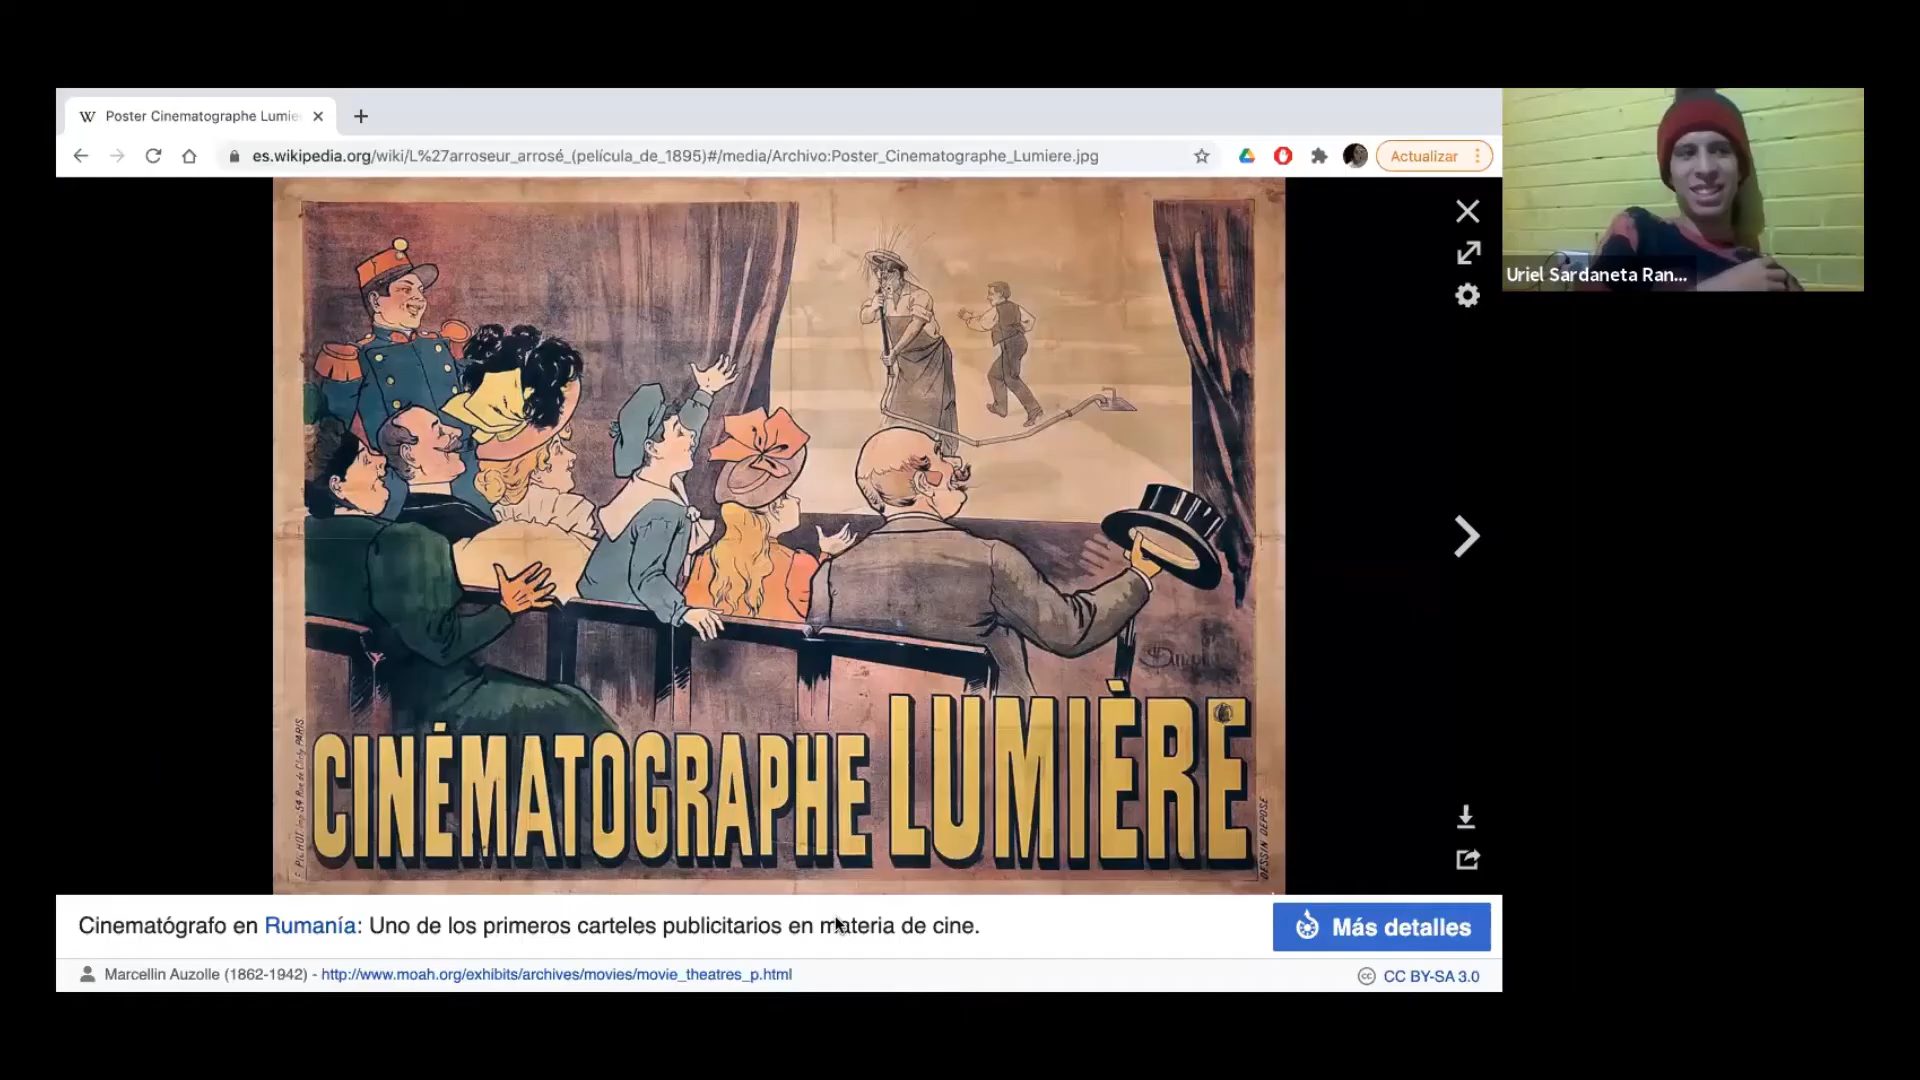 Poster Cinematographe Lumie
es.wikipedia.org/wiki/L%27arroseur_arrosé_(película_de_1895)#/media/Archivo:Poster_Cinematographe_Lumiere.jpg
Actualizar
Uriel Sardaneta Ran...
CINÉMATOGRAPHE LUMIÈRE
DESSIN DEPOSÉ
Cinematógrafo en Rumanía: Uno de los primeros carteles publicitarios en materia de cine.
Más detalles
Marcellin Auzolle (1862-1942) - http://www.moah.org/exhibits/archives/movies/movie_theatres_p.html
CC BY-SA 3.0